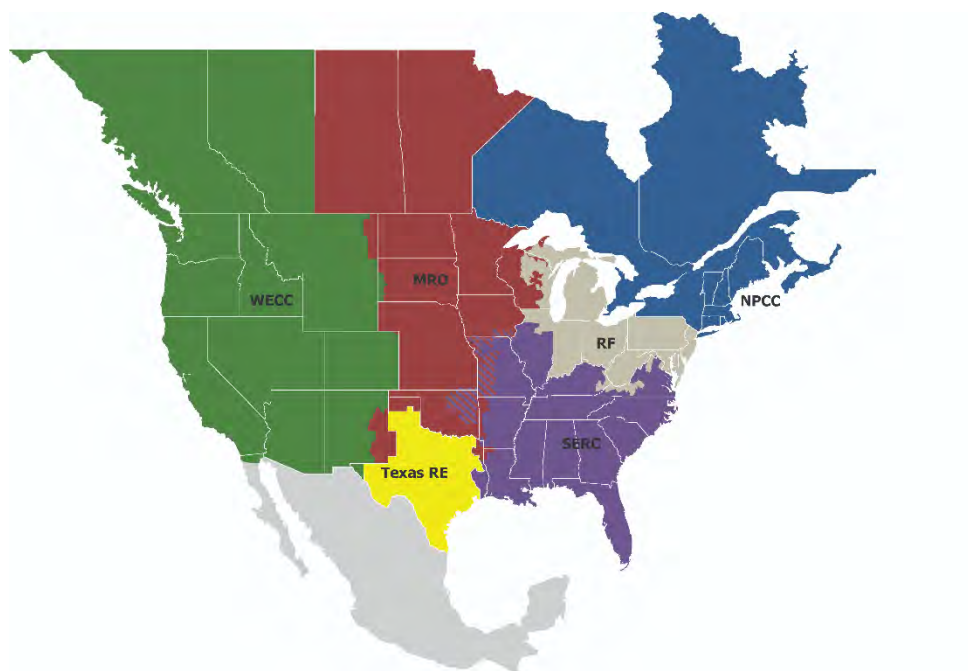 MRO
WECC
NPCC
RF
SERC
Texas RE